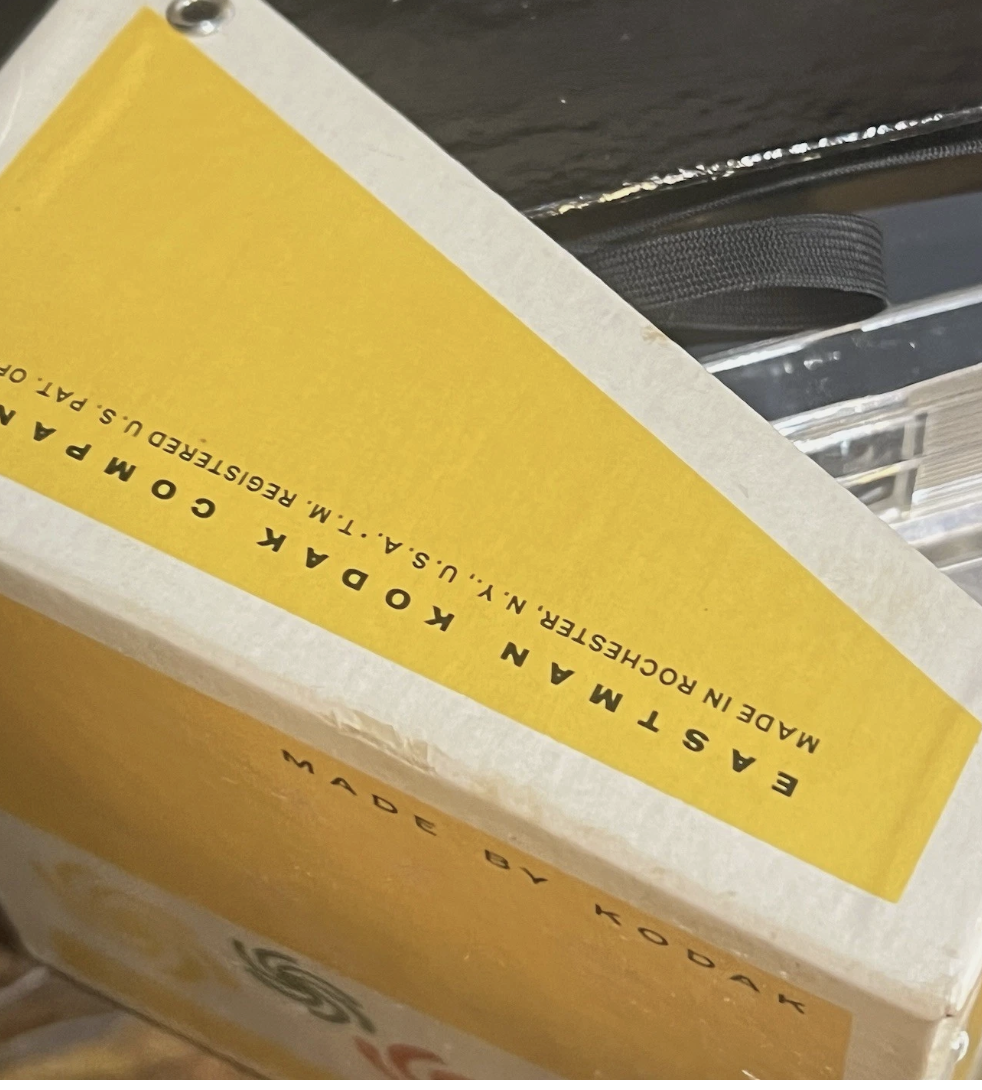 EASTMAN KODAK COMPAN
MADE IN ROCHESTER, N.Y., U.S.A. · T.M. REGISTERED U.S. PAT. OF
MADE BY KODAK